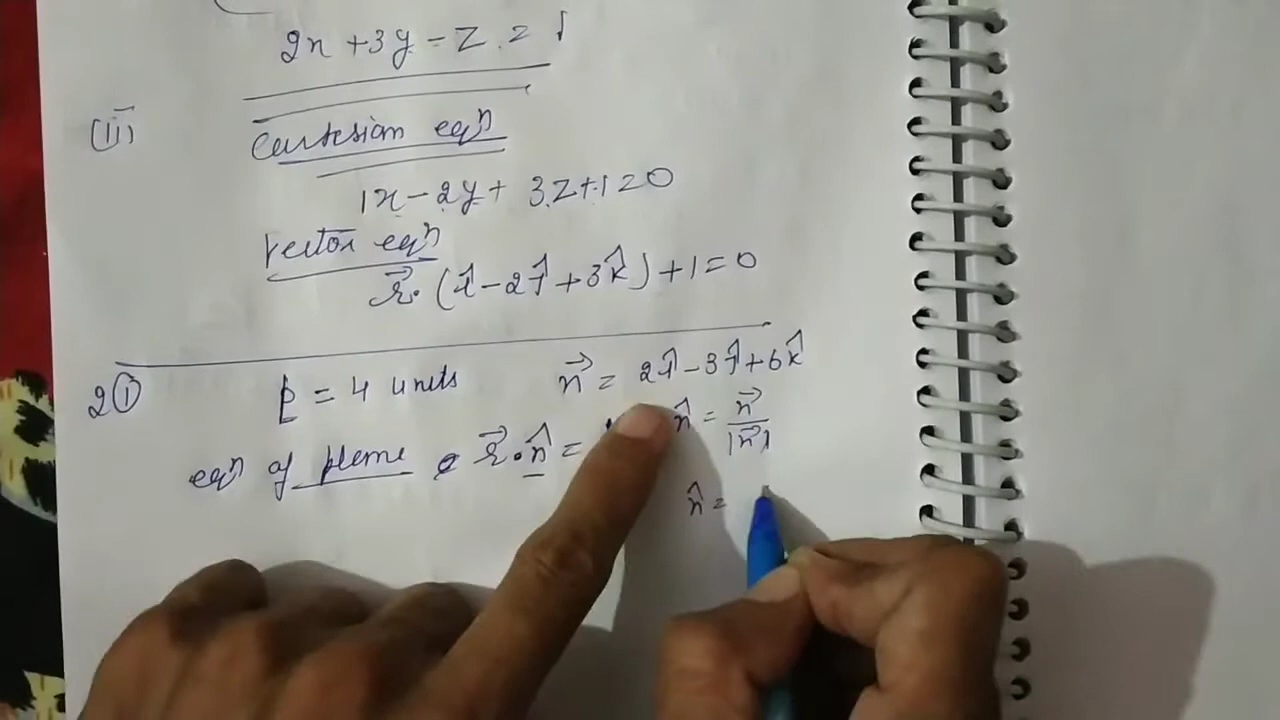 2x + 3y - z = 1
(ii)
Cartesian eqn
1x - 2y + 3z + 1 = 0
Vector eqn
r⃗ . (î - 2ĵ + 3k̂) + 1 = 0
2 (i) p = 4 units n⃗ = 2î - 3ĵ + 6k̂
eqn of plane r⃗ . n̂ = n̂ = n⃗ / |n⃗|
n̂ =